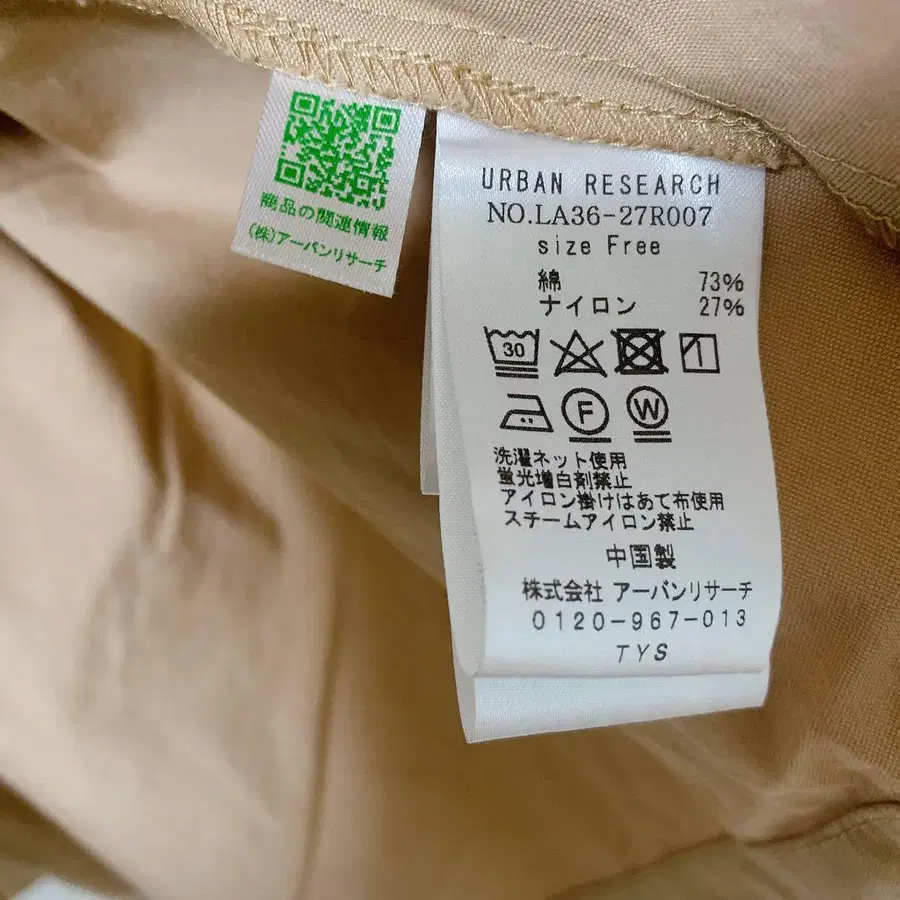 商品の関連情報
(株)アーバンリサーチ
URBAN RESEARCH
NO.LA36-27R007
size Free
綿 73%
ナイロン 27%
30
F W
洗濯ネット使用
蛍光増白剤禁止
アイロン掛けはあて布使用
スチームアイロン禁止
中国製
株式会社 アーバンリサーチ
0120-967-013
TYS